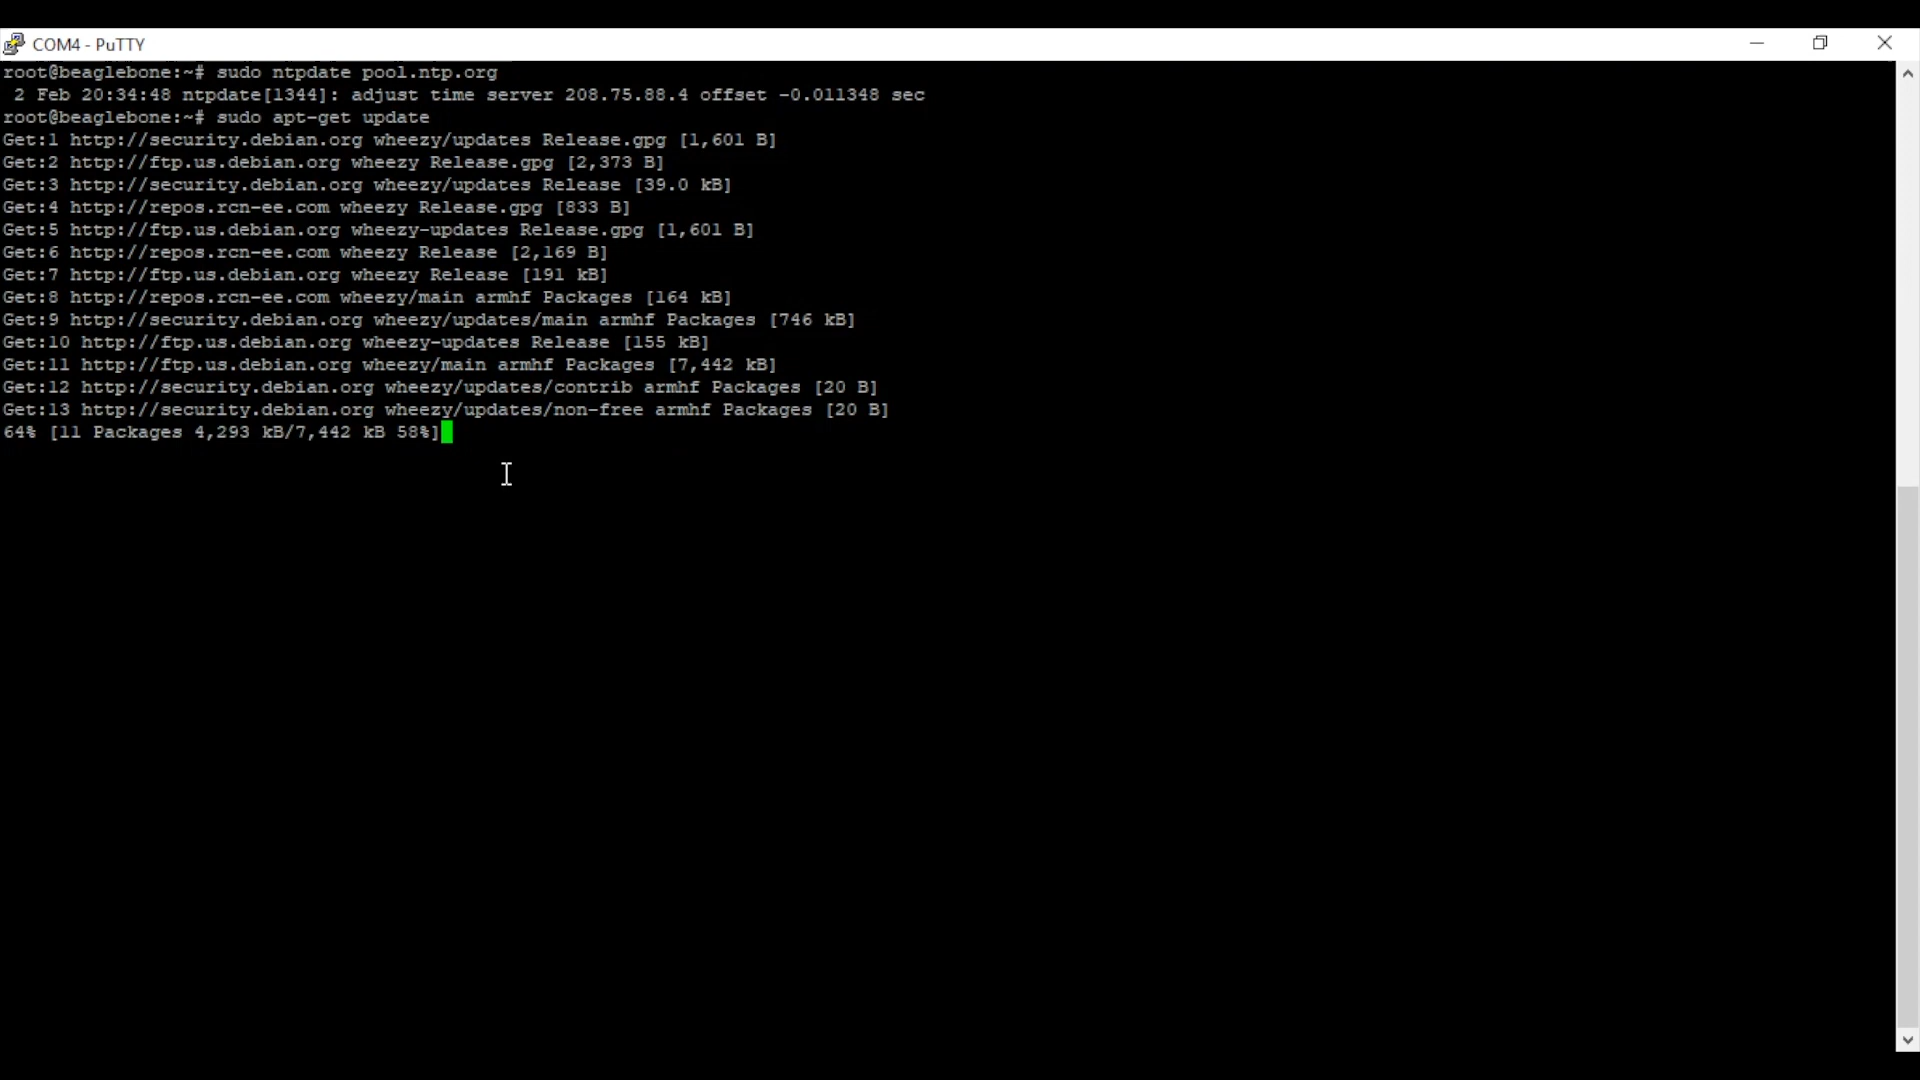 COM4 - PuTTY
root@beaglebone:~# sudo ntpdate pool.ntp.org
 2 Feb 20:34:48 ntpdate[1344]: adjust time server 208.75.88.4 offset -0.011348 sec
root@beaglebone:~# sudo apt-get update
Get:1 http://security.debian.org wheezy/updates Release.gpg [1,601 B]
Get:2 http://ftp.us.debian.org wheezy Release.gpg [2,373 B]
Get:3 http://security.debian.org wheezy/updates Release [39.0 kB]
Get:4 http://repos.rcn-ee.com wheezy Release.gpg [833 B]
Get:5 http://ftp.us.debian.org wheezy-updates Release.gpg [1,601 B]
Get:6 http://repos.rcn-ee.com wheezy Release [2,169 B]
Get:7 http://ftp.us.debian.org wheezy Release [191 kB]
Get:8 http://repos.rcn-ee.com wheezy/main armhf Packages [164 kB]
Get:9 http://security.debian.org wheezy/updates/main armhf Packages [746 kB]
Get:10 http://ftp.us.debian.org wheezy-updates Release [155 kB]
Get:11 http://ftp.us.debian.org wheezy/main armhf Packages [7,442 kB]
Get:12 http://security.debian.org wheezy/updates/contrib armhf Packages [20 B]
Get:13 http://security.debian.org wheezy/updates/non-free armhf Packages [20 B]
64% [11 Packages 4,293 kB/7,442 kB 58%]